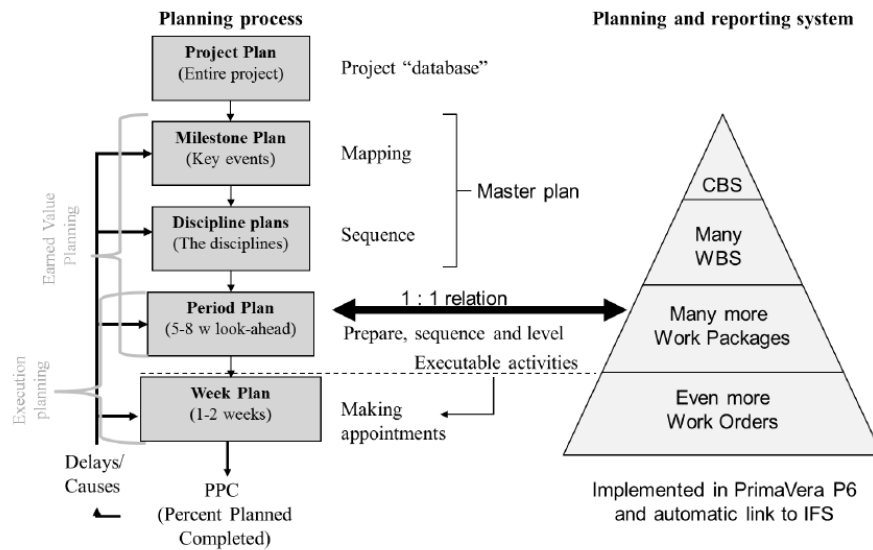 Planning process
Planning and reporting system
Project Plan
(Entire project)
Project “database”
Milestone Plan
(Key events)
Mapping
Master plan
Discipline plans
(The disciplines)
Sequence
Earned Value
Planning
Period Plan
(5-8 w look-ahead)
1 : 1 relation
Prepare, sequence and level
Executable activities
Execution
planning
Week Plan
(1-2 weeks)
Making
appointments
Delays/
Causes
PPC
(Percent Planned
Completed)
CBS
Many
WBS
Many more
Work Packages
Even more
Work Orders
Implemented in PrimaVera P6
and automatic link to IFS